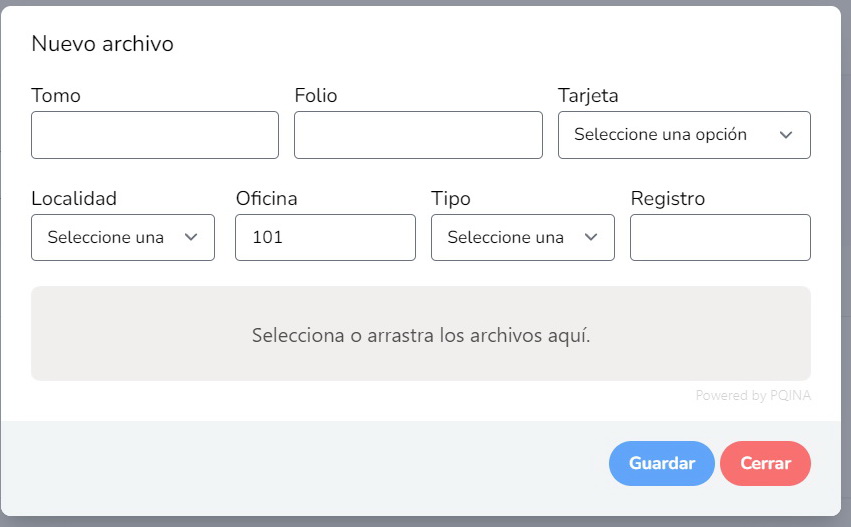 Nuevo archivo
Tomo Folio Tarjeta
Seleccione una opción
Localidad Oficina Tipo Registro
Seleccione una 101 Seleccione una
Selecciona o arrastra los archivos aquí.
Powered by PQINA
Guardar Cerrar